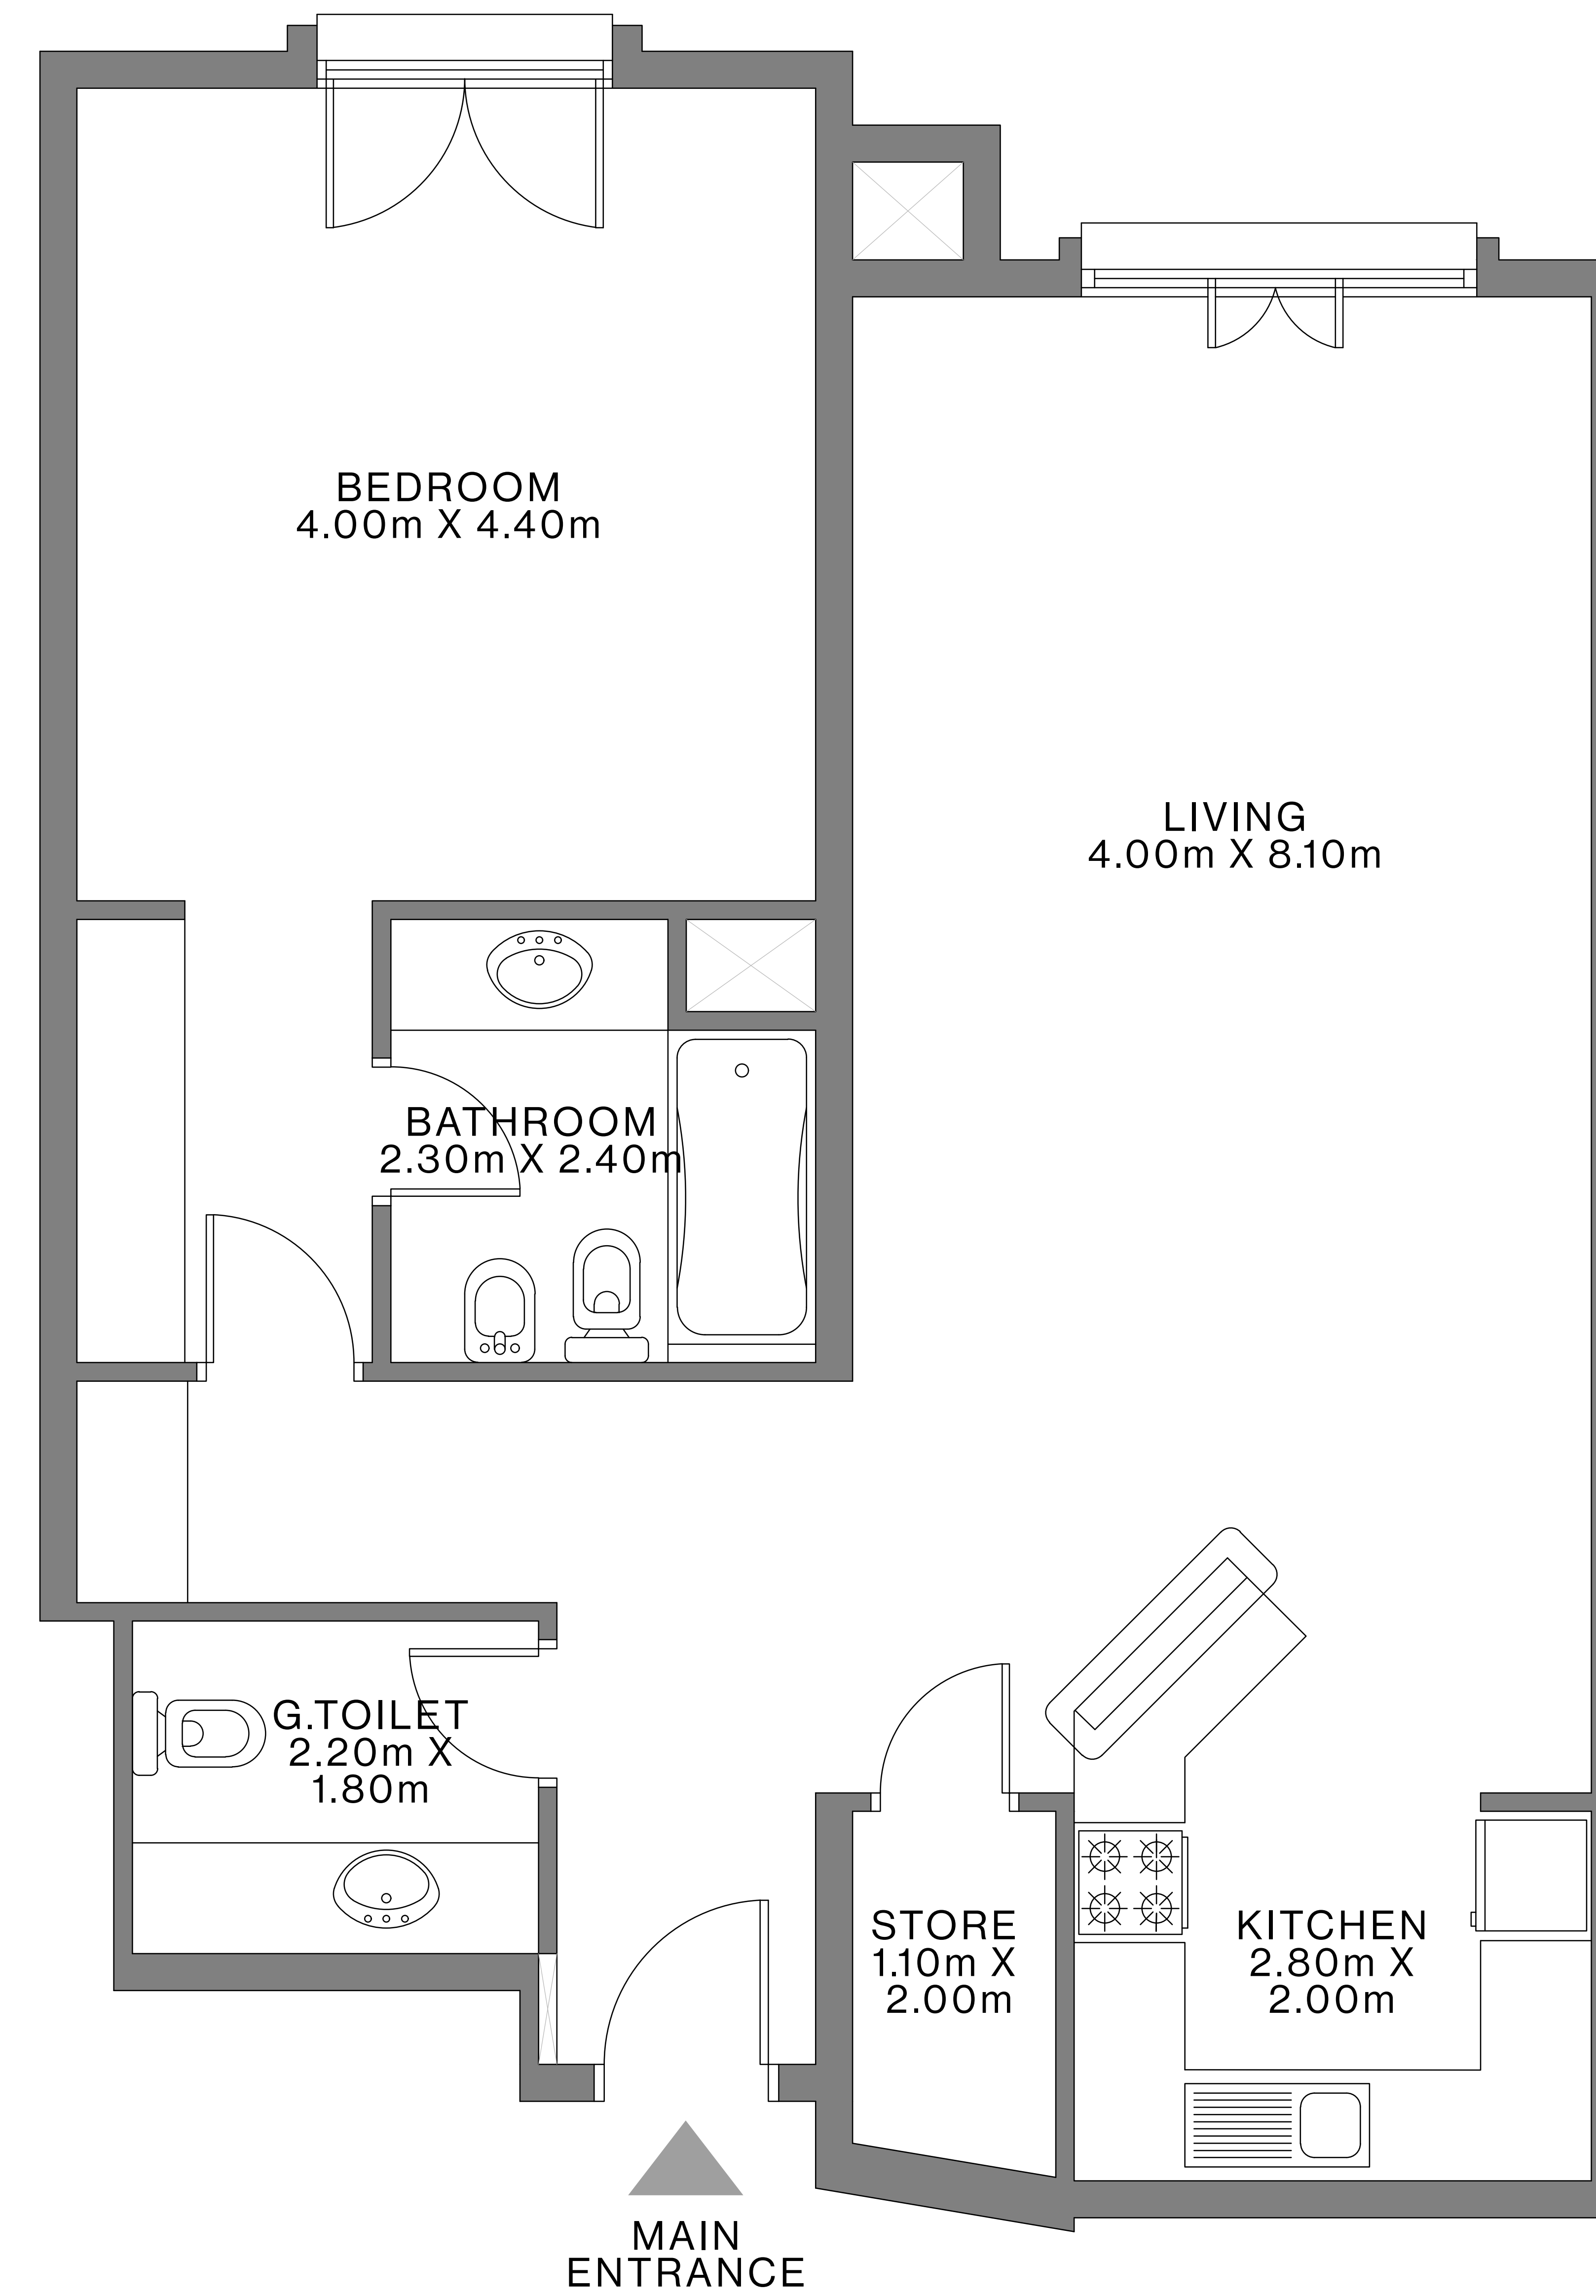 BEDROOM
4.00m X 4.40m
LIVING
4.00m X 8.10m
BATHROOM
2.30m X 2.40m
G.TOILET
2.20m X
1.80m
STORE
1.10m X
2.00m
KITCHEN
2.80m X
2.00m
MAIN
ENTRANCE